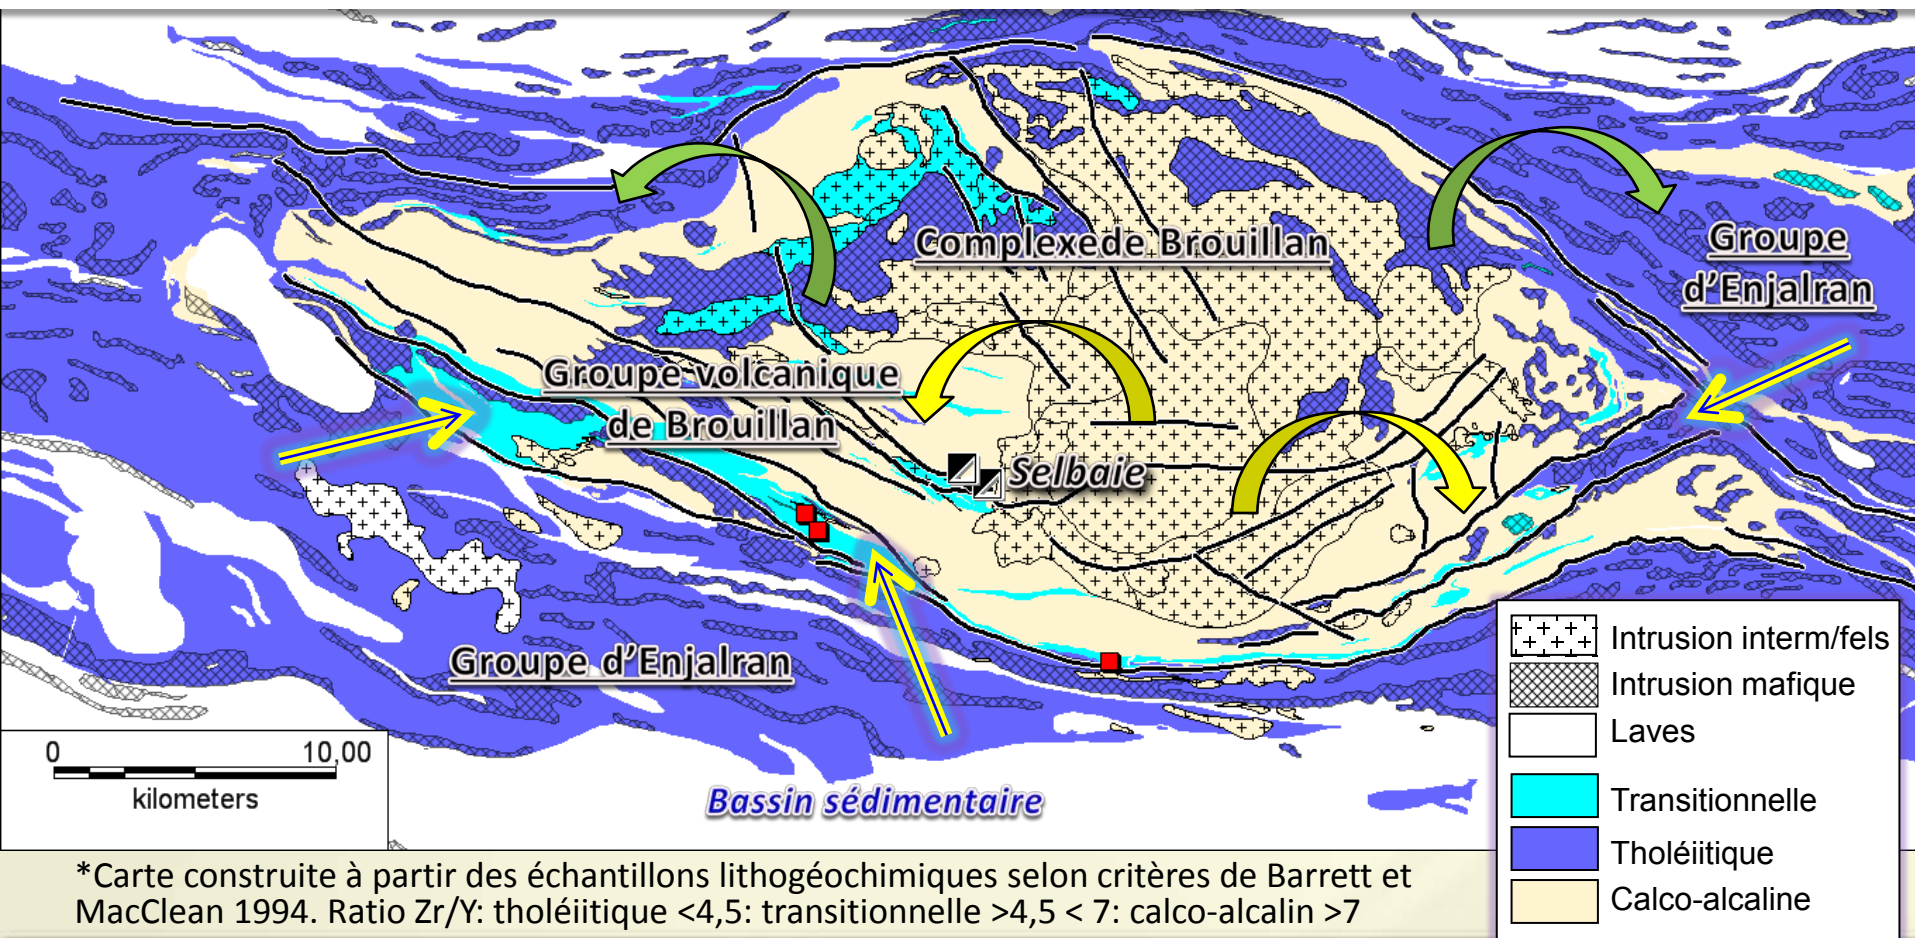 Complexede Brouillan
Groupe
d'Enjalran
Groupe volcanique
de Brouillan
Selbaie
Groupe d'Enjalran
Bassin sédimentaire
0 10,00
kilometers
Intrusion interm/fels
Intrusion mafique
Laves
Transitionnelle
Tholéiitique
Calco-alcaline
*Carte construite à partir des échantillons lithogéochimiques selon critères de Barrett et
MacClean 1994. Ratio Zr/Y: tholéiitique <4,5: transitionnelle >4,5 < 7: calco-alcalin >7